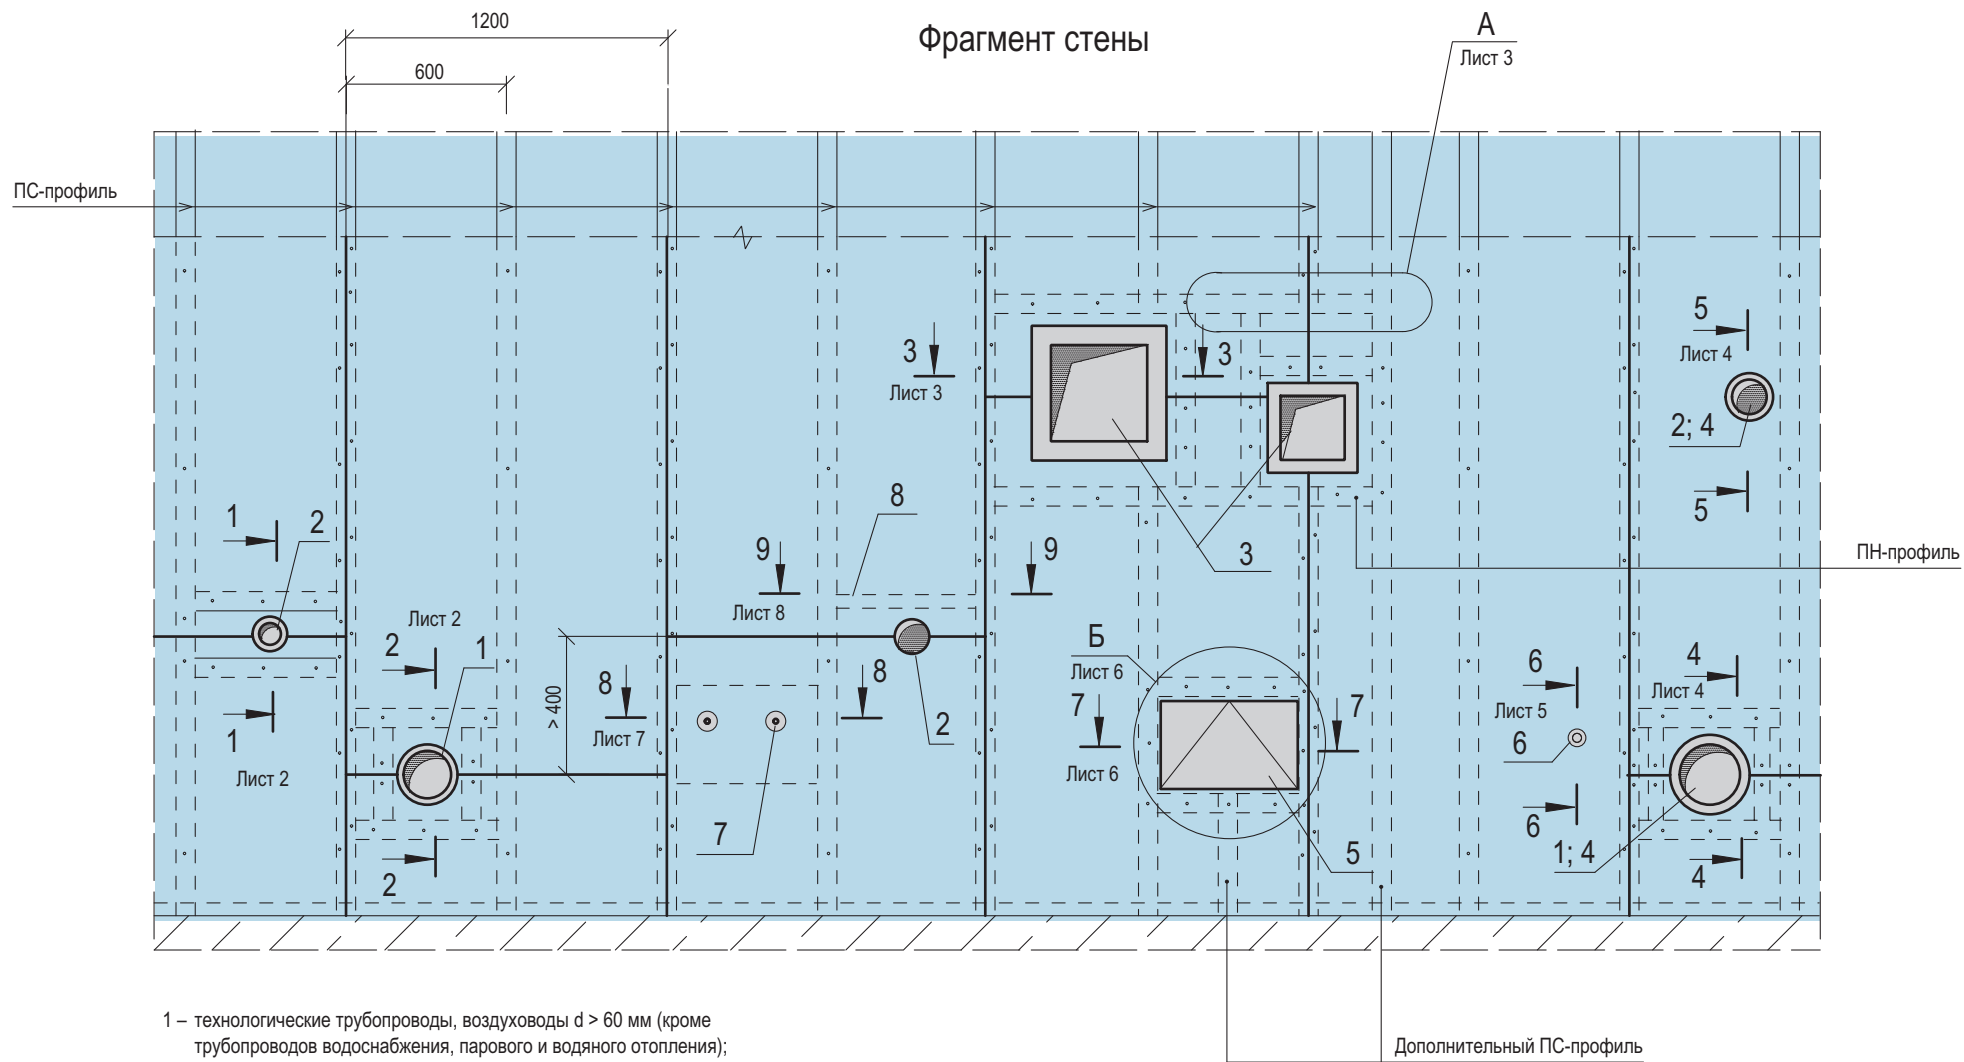 1200
Фрагмент стены
А
Лист 3
600
ПС-профиль
5
Лист 4
3
Лист 3
3
2; 4
5
8
1
2
9
9
3
ПН-профиль
Лист 8
Лист 2
2
1
Б
Лист 6
> 400
8
8
6
4
Лист 4
1
Лист 7
2
7
7
Лист 5
6
Лист 6
Лист 2
7
6
5
1; 4
2
4
1 – технологические трубопроводы, воздуховоды d > 60 мм (кроме
трубопроводов водоснабжения, парового и водяного отопления);
Дополнительный ПС-профиль